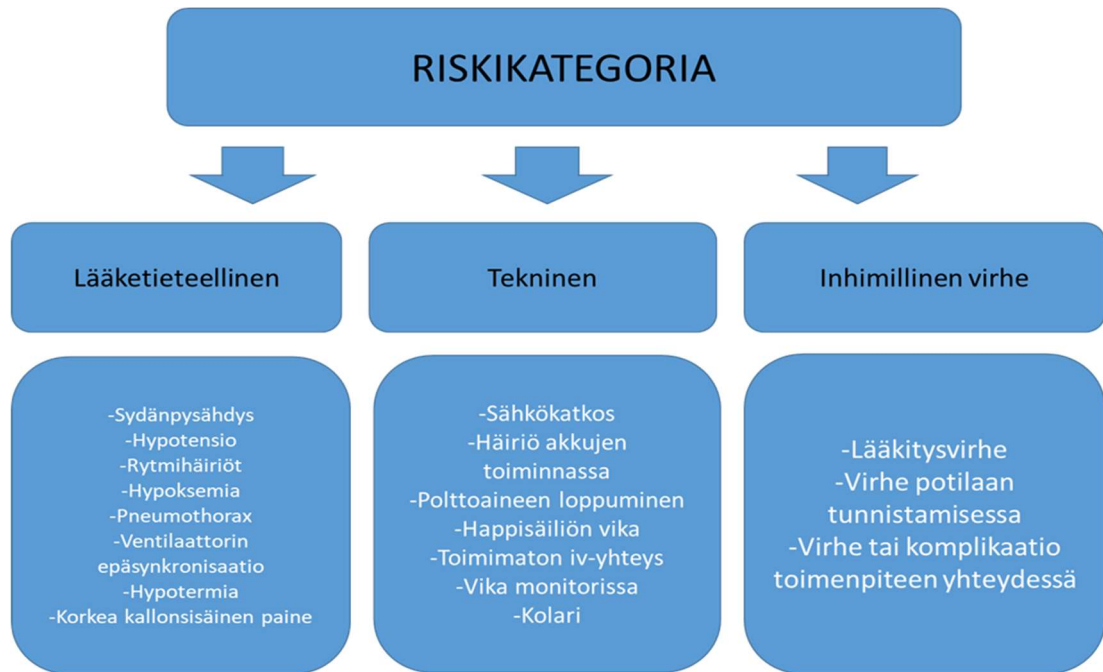 RISKIKATEGORIA
Lääketieteellinen
Tekninen
Inhimillinen virhe
-Sydänpysähdys
-Hypotensio
-Rytmihäiriöt
-Hypoksemia
-Pneumothorax
-Ventilaattorin
epäsynkronisaatio
-Hypotermia
-Korkea kallonsisäinen paine
-Sähkökatkos
-Häiriö akkujen
toiminnassa
-Polttoaineen loppuminen
-Happisäiliön vika
-Toimimaton iv-yhteys
-Vika monitorissa
-Kolari
-Lääkitysvirhe
-Virhe potilaan
tunnistamisessa
-Virhe tai komplikaatio
toimenpiteen yhteydessä